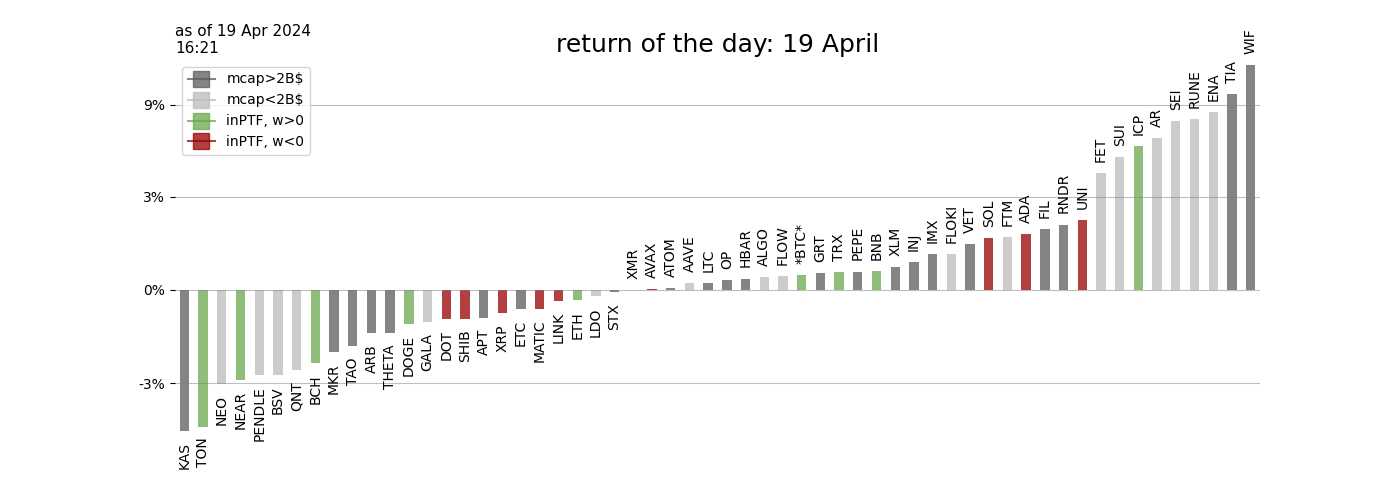 as of 19 Apr 2024
16:21
return of the day: 19 April
mcap>2B$
mcap<2B$
inPTF, w>0
inPTF, w<0
9%
3%
0%
-3%
KAS
TON
NEO
NEAR
PENDLE
BSV
QNT
BCH
MKR
TAO
ARB
THETA
DOGE
GALA
DOT
SHIB
APT
XRP
ETC
MATIC
LINK
ETH
LDO
STX
XMR
AVAX
ATOM
AAVE
LTC
OP
HBAR
ALGO
FLOW
*BTC*
GRT
TRX
PEPE
BNB
XLM
INJ
IMX
FLOKI
VET
SOL
FTM
ADA
FIL
RNDR
UNI
FET
SUI
ICP
AR
SEI
RUNE
ENA
TIA
WIF